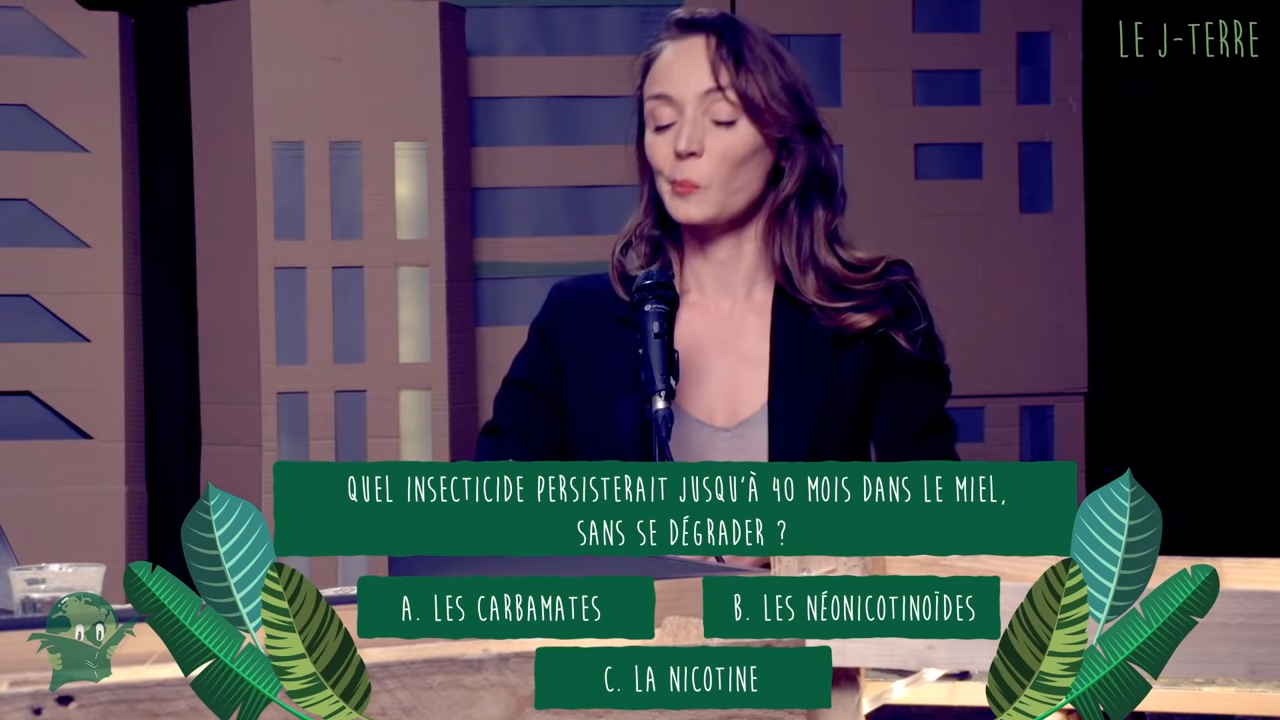 LE J-TERRE
QUEL INSECTICIDE PERSISTERAIT JUSQU'À 40 MOIS DANS LE MIEL,
SANS SE DÉGRADER ?
A. LES CARBAMATES
B. LES NÉONICOTINOÏDES
C. LA NICOTINE